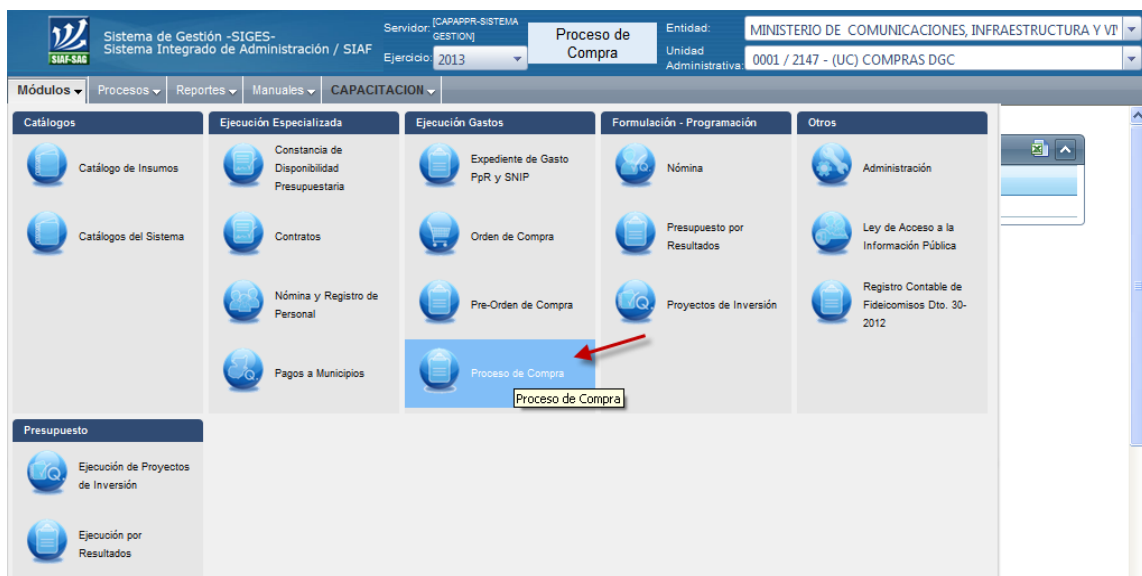 SIAF-SAG
Sistema de Gestión -SIGES-
Sistema Integrado de Administración / SIAF
Servidor: [CAPAPPR-SISTEMA
GESTION]
Ejercicio: 2013
Proceso de
Compra
Entidad: MINISTERIO DE COMUNICACIONES, INFRAESTRUCTURA Y
Unidad
Administrativa: 0001 / 2147 - (UC) COMPRAS DGC
Módulos Procesos Reportes Manuales CAPACITACION
Catálogos
Catálogo de Insumos
Catálogos del Sistema
Ejecución Especializada
Constancia de
Disponibilidad
Presupuestaria
Contratos
Nómina y Registro de
Personal
Pagos a Municipios
Ejecución Gastos
Expediente de Gasto
PpR y SNIP
Orden de Compra
Pre-Orden de Compra
Proceso de Compra
Proceso de Compra
Formulación - Programación
Nómina
Presupuesto por
Resultados
Proyectos de Inversión
Otros
Administración
Ley de Acceso a la
Información Pública
Registro Contable de
Fideicomisos Dto. 30-
2012
Presupuesto
Ejecución de Proyectos
de Inversión
Ejecución por
Resultados